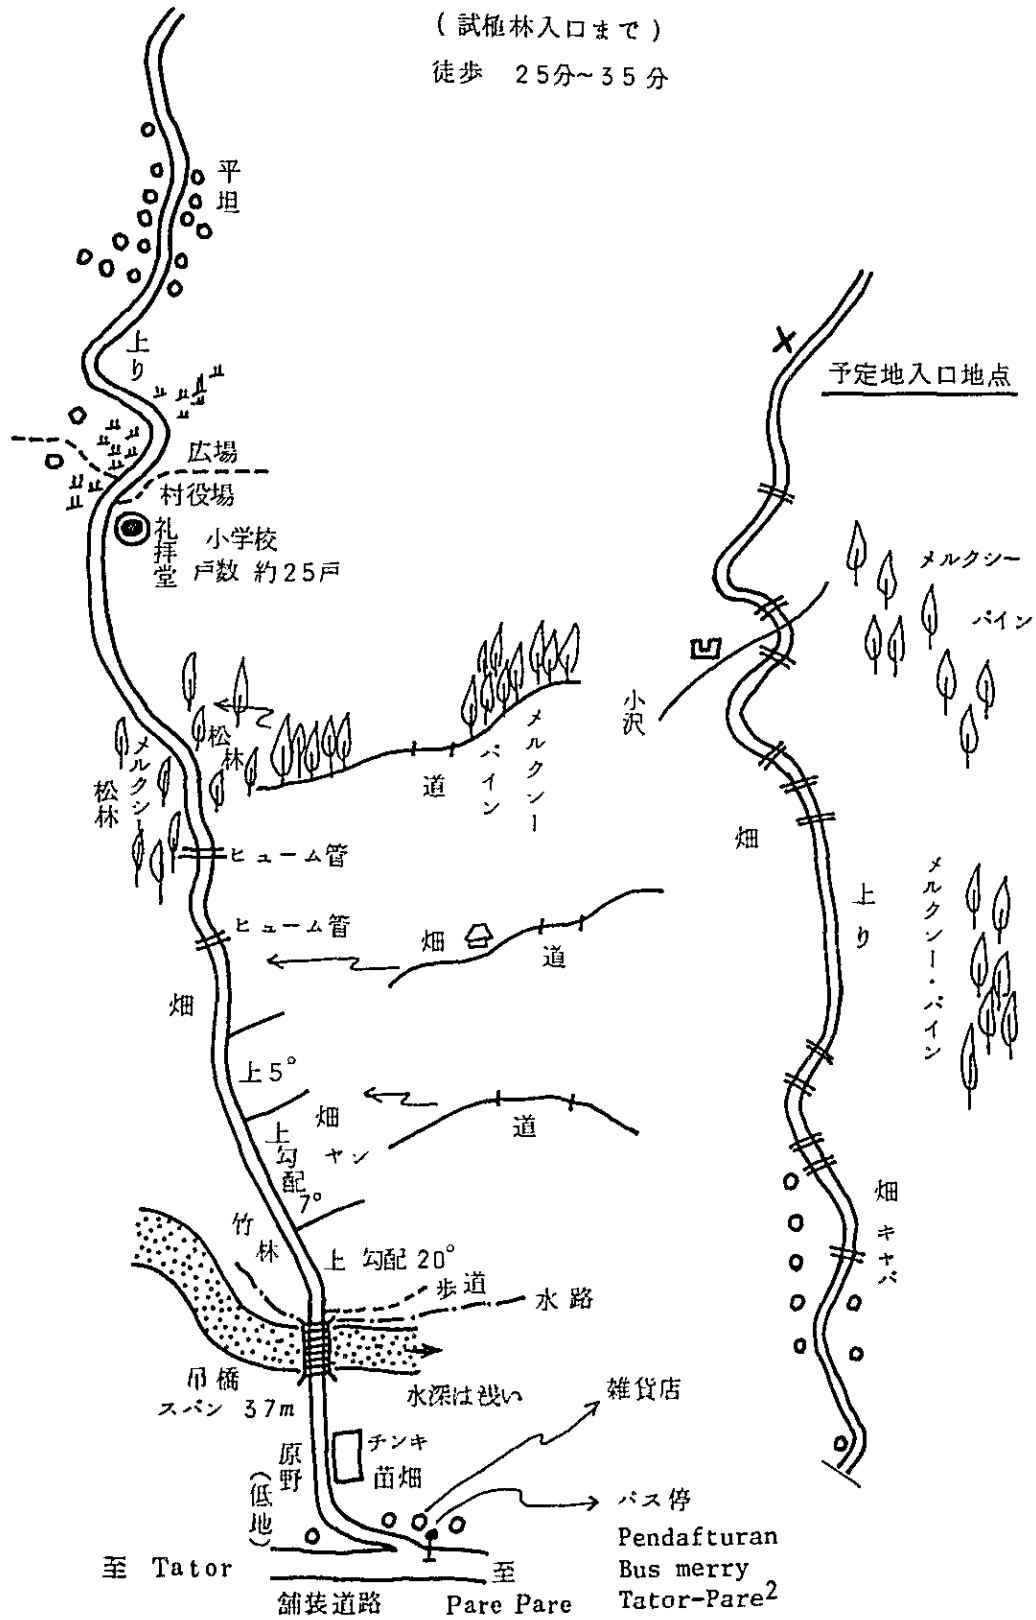 (試植林入口まで)
徒歩 25分~35分
平坦
上り
広場
村役場
礼拝堂
小学校
戸数 約25戸
松林
メルクシー
松林
道
パイン
メルクシー
ヒューム管
ヒューム管
畑
道
畑
上5°
畑
ヤン
道
上勾配
7°
竹林
上 勾配20°
歩道
水路
吊橋
スパン 37m
水深は浅い
雑貨店
原野
(低地)
チンキ
苗畑
バス停
Pendafturan
Bus merry
Tator-Pare²
至 Tator
至
Pare Pare
舗装道路
予定地入口地点
メルクシー
パイン
小沢
畑
上り
メルクシー・パイン
畑
キャバ